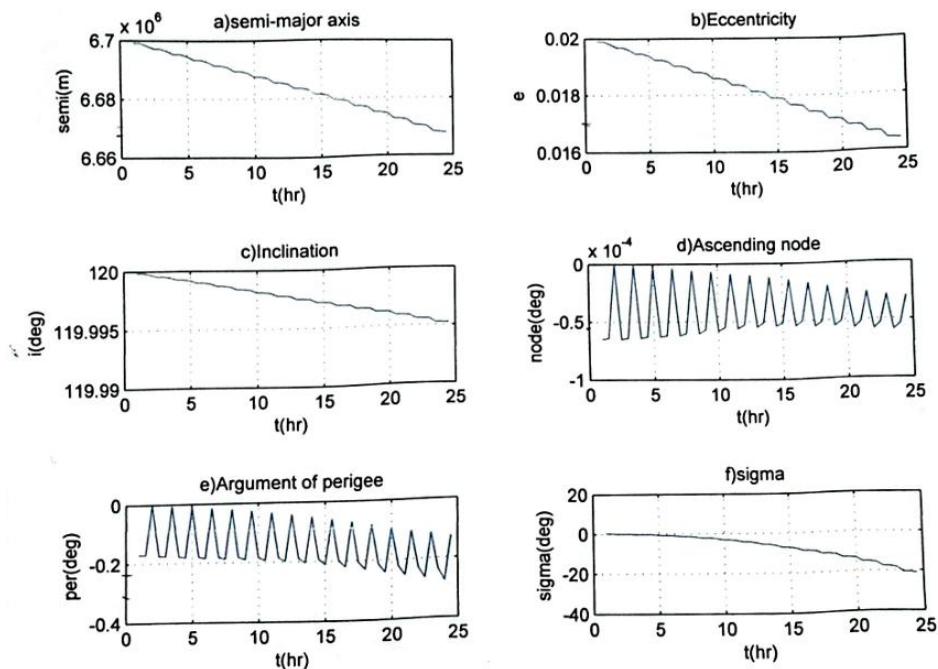 a)semi-major axis
x 10^6
6.7
6.68
6.66
semi(m)
0 5 10 15 20 25
t(hr)
b)Eccentricity
0.02
0.018
0.016
e
0 5 10 15 20 25
t(hr)
c)Inclination
120
119.995
119.99
i(deg)
0 5 10 15 20 25
t(hr)
d)Ascending node
x 10^-4
0
-0.5
-1
node(deg)
0 5 10 15 20 25
t(hr)
e)Argument of perigee
0
-0.2
-0.4
per(deg)
0 5 10 15 20 25
t(hr)
f)sigma
20
0
-20
-40
sigma(deg)
0 5 10 15 20 25
t(hr)